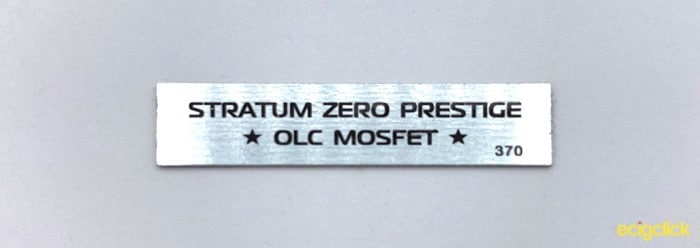 STRATUM ZERO PRESTIGE
★ OLC MOSFET ★
370
ecigclick